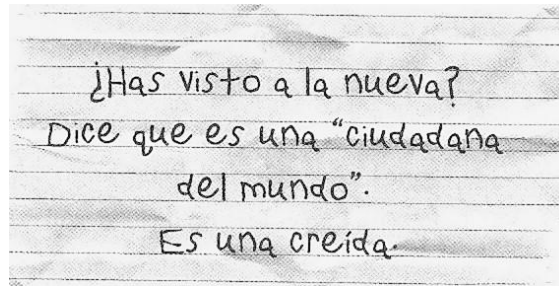 ¿Has visto a la nueva?
Dice que es una "ciudadana
del mundo".
Es una creída.